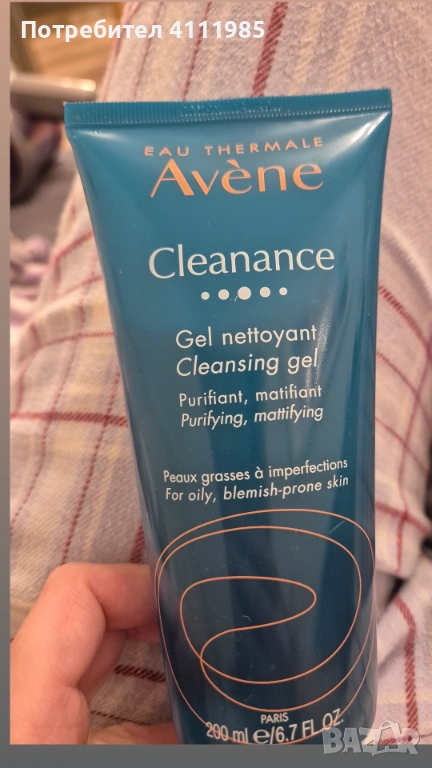 Потребител 4111985
EAU THERMALE
Avène
Cleanance
Gel nettoyant
Cleansing gel
Purifiant, matifiant
Purifying, mattifying
Peaux grasses à imperfections
For oily, blemish-prone skin
PARIS
200 ml e/6.7 FL.OZ.
BAZAR